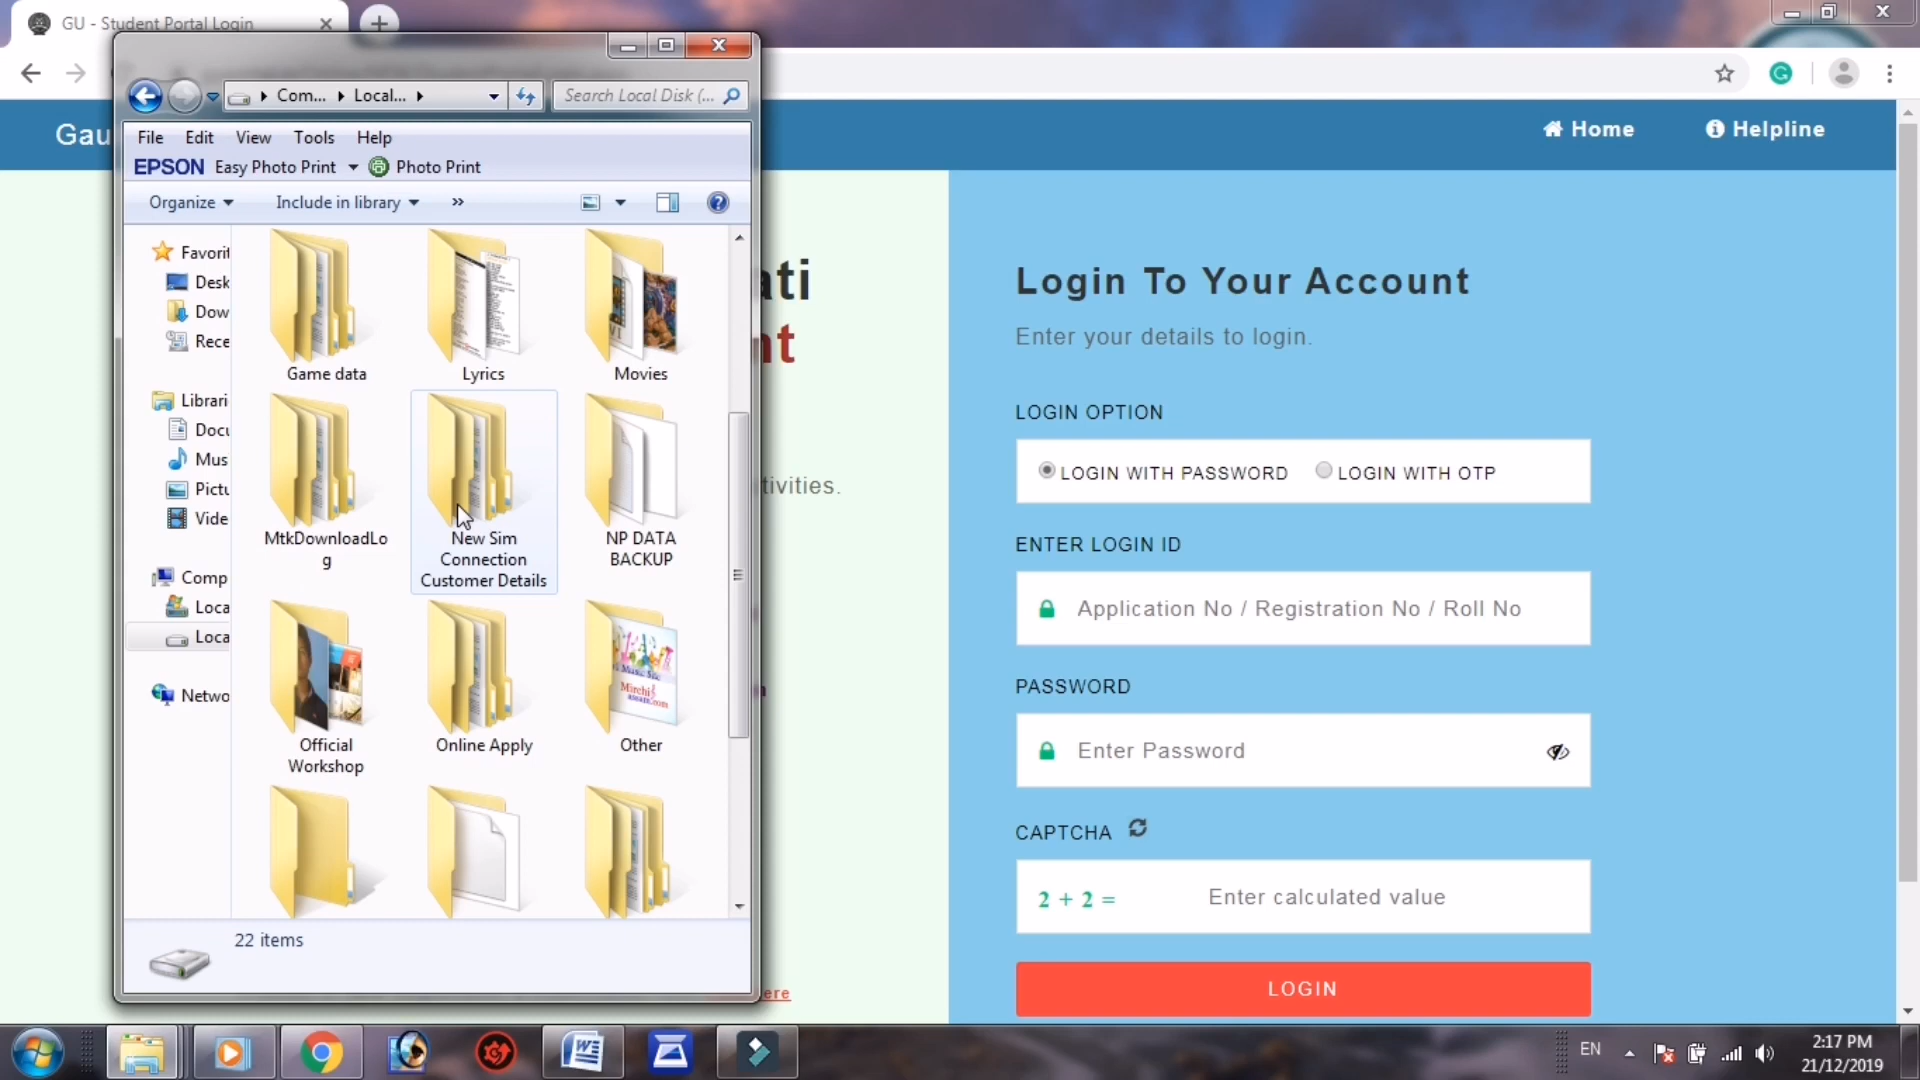 GU - Student Portal Login
Com...
Local...
Search Local Disk (...
File Edit View Tools Help
EPSON Easy Photo Print Photo Print
Organize Include in library »
Favorit
Desk
Dow
Rece
Librari
Docu
Mus
Pictu
Vide
Comp
Loca
Loca
Netwo
Game data
Lyrics
Movies
MtkDownloadLo
g
New Sim
Connection
Customer Details
NP DATA
BACKUP
Official
Workshop
Online Apply
Other
Mirchi
assam.com
22 items
Gau
Home
Helpline
ati
nt
tivities.
ere
Login To Your Account
Enter your details to login.
LOGIN OPTION
LOGIN WITH PASSWORD LOGIN WITH OTP
ENTER LOGIN ID
Application No / Registration No / Roll No
PASSWORD
Enter Password
CAPTCHA
2 + 2 = Enter calculated value
LOGIN
EN
2:17 PM
21/12/2019